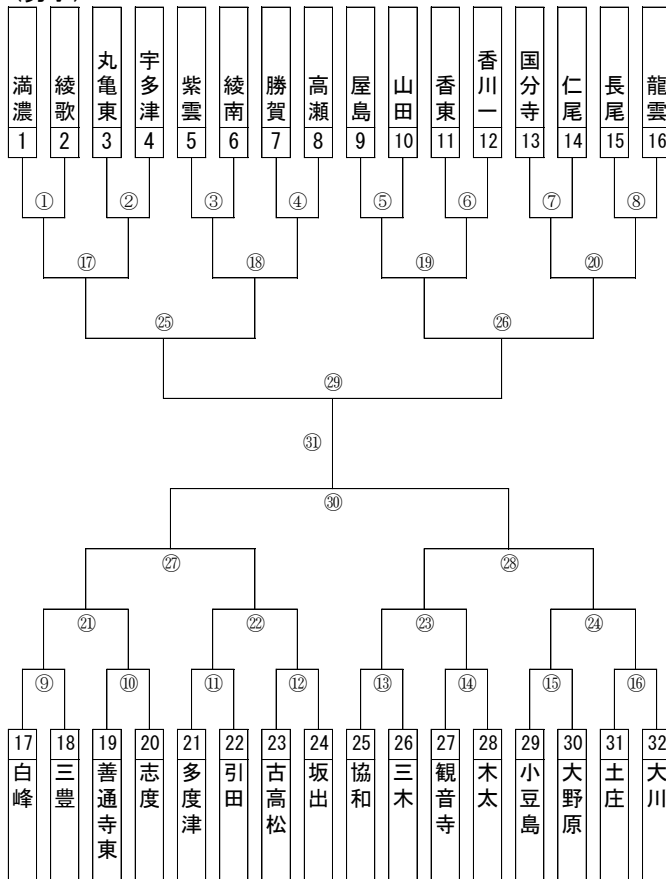 満濃 綾歌 丸亀東 宇多津 紫雲 綾南 勝賀 高瀬 屋島 山田 香東 香川一 国分寺 仁尾 長尾 龍雲
1 2 3 4 5 6 7 8 9 10 11 12 13 14 15 16
① ② ③ ④ ⑤ ⑥ ⑦ ⑧
⑰ ⑱ ⑲ ⑳
㉕ ㉖
㉙
㉛
㉚
㉗ ㉘
㉑ ㉒ ㉓ ㉔
⑨ ⑩ ⑪ ⑫ ⑬ ⑭ ⑮ ⑯
17 18 19 20 21 22 23 24 25 26 27 28 29 30 31 32
白峰 三豊 善通寺東 志度 多度津 引田 古高松 坂出 協和 三木 観音寺 木太 小豆島 大野原 土庄 大川